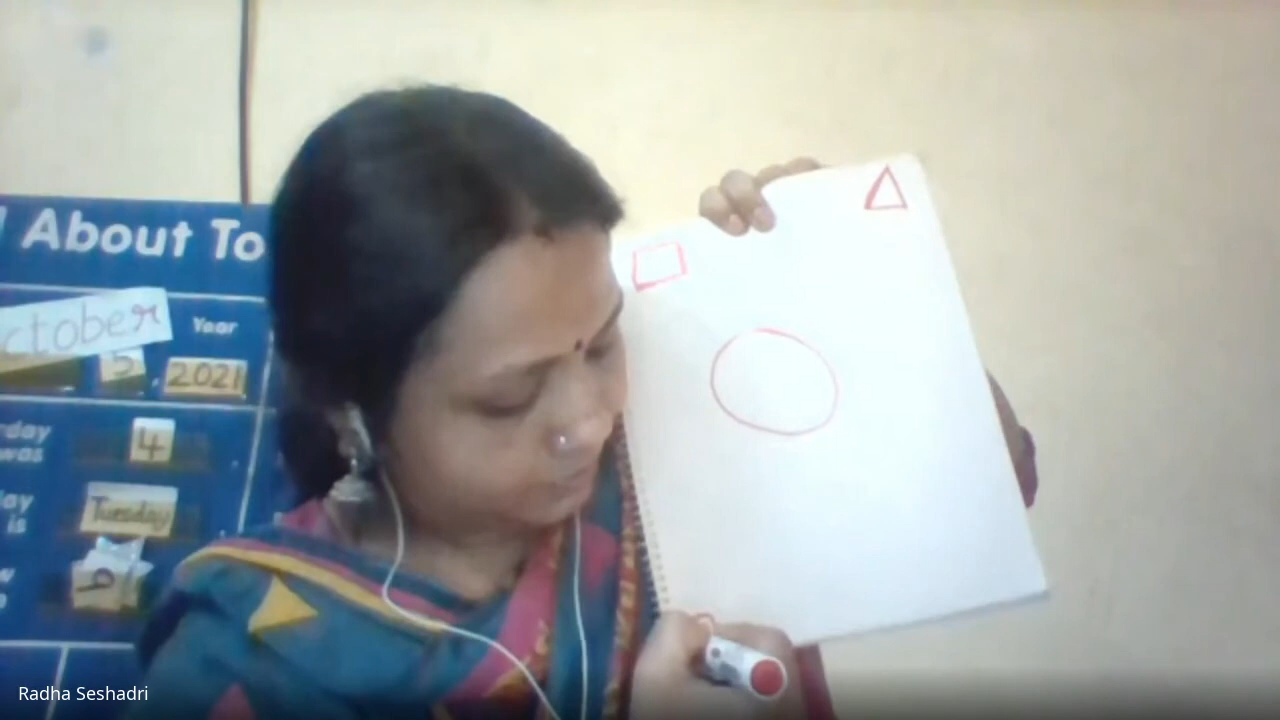 About To
ctober
Year
5
2021
rday
was
4
ay
is
Tuesday
Radha Seshadri